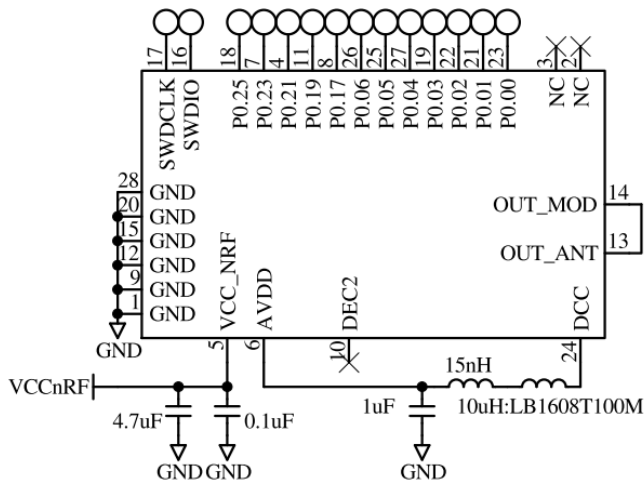 17 16 18 7 4 11 8 26 25 27 19 22 21 23 3 2
SWDCLK SWDIO P0.25 P0.23 P0.21 P0.19 P0.17 P0.06 P0.05 P0.04 P0.03 P0.02 P0.01 P0.00 NC NC
28 GND
20 GND
15 GND
12 GND
9 GND
1 GND
GND
OUT_MOD 14
OUT_ANT 13
VCC_NRF AVDD DEC2 DCC
5 6 10 24
VCCnRF
15nH
4.7uF 0.1uF 1uF 10uH:LB1608T100M
GND GND GND